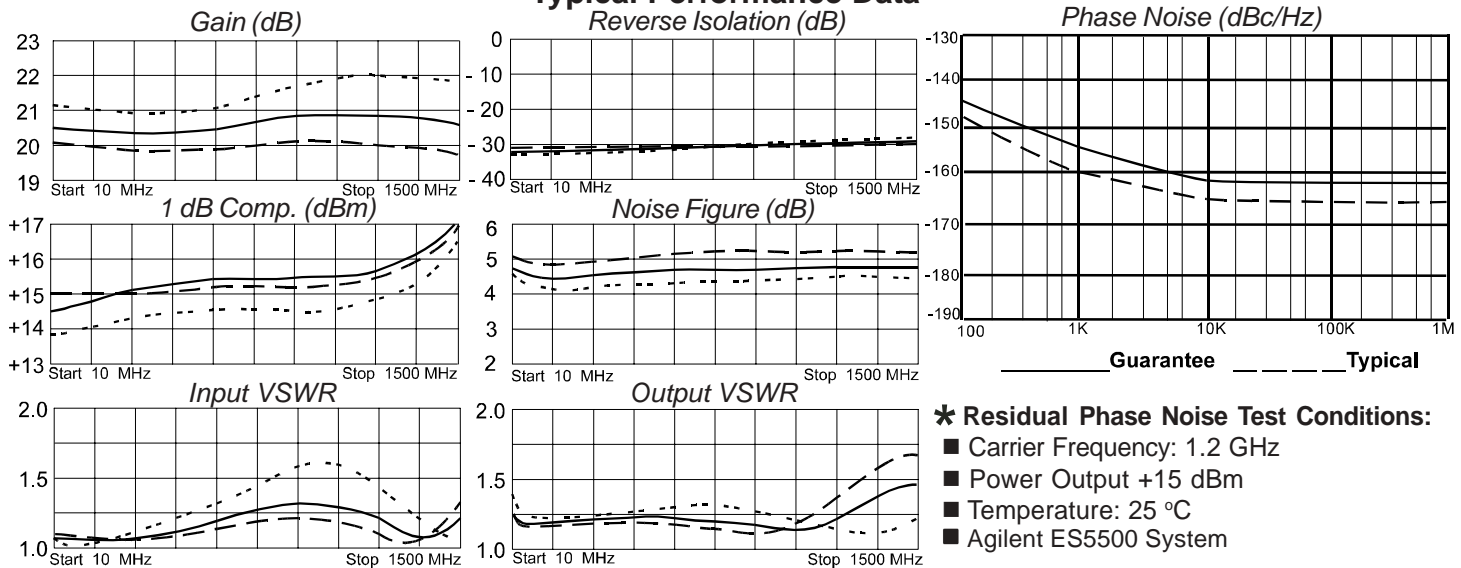 Typical Performance Data
Gain (dB)
23
22
21
20
19
Start 10 MHz
Stop 1500 MHz
Reverse Isolation (dB)
0
- 10
- 20
- 30
- 40
Start 10 MHz
Stop 1500 MHz
Phase Noise (dBc/Hz)
-130
-140
-150
-160
-170
-180
-190
100
1K
10K
100K
1M
Guarantee
Typical
1 dB Comp. (dBm)
+17
+16
+15
+14
+13
Start 10 MHz
Stop 1500 MHz
Noise Figure (dB)
6
5
4
3
2
Start 10 MHz
Stop 1500 MHz
Input VSWR
2.0
1.5
1.0
Start 10 MHz
Stop 1500 MHz
Output VSWR
2.0
1.5
1.0
Start 10 MHz
Stop 1500 MHz
* Residual Phase Noise Test Conditions:
■ Carrier Frequency: 1.2 GHz
■ Power Output +15 dBm
■ Temperature: 25 ºC
■ Agilent ES5500 System